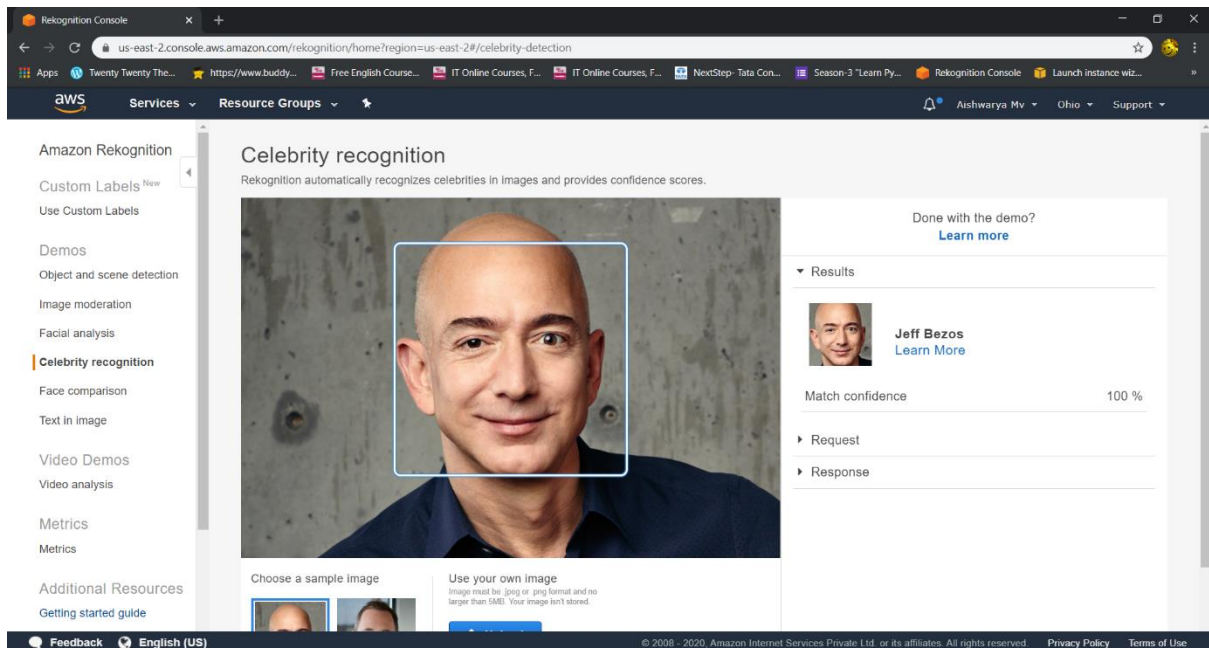 Rekognition Console
us-east-2.console.aws.amazon.com/rekognition/home?region=us-east-2#/celebrity-detection
Apps Twenty Twenty The... https://www.buddy... Free English Course... IT Online Courses, F... IT Online Courses, F... NextStep- Tata Con... Season-3 "Learn Py... Rekognition Console Launch instance wiz... »
aws Services Resource Groups Aishwarya Mv Ohio Support
Amazon Rekognition
Custom Labels New
Use Custom Labels
Demos
Object and scene detection
Image moderation
Facial analysis
Celebrity recognition
Face comparison
Text in image
Video Demos
Video analysis
Metrics
Metrics
Additional Resources
Getting started guide
Celebrity recognition
Rekognition automatically recognizes celebrities in images and provides confidence scores.
Done with the demo?
Learn more
Results
Jeff Bezos
Learn More
Match confidence 100 %
Request
Response
Choose a sample image
Use your own image
Image must be .jpeg or .png format and no
larger than 5MB. Your image isn't stored.
Feedback English (US) © 2008 - 2020, Amazon Internet Services Private Ltd. or its affiliates. All rights reserved. Privacy Policy Terms of Use